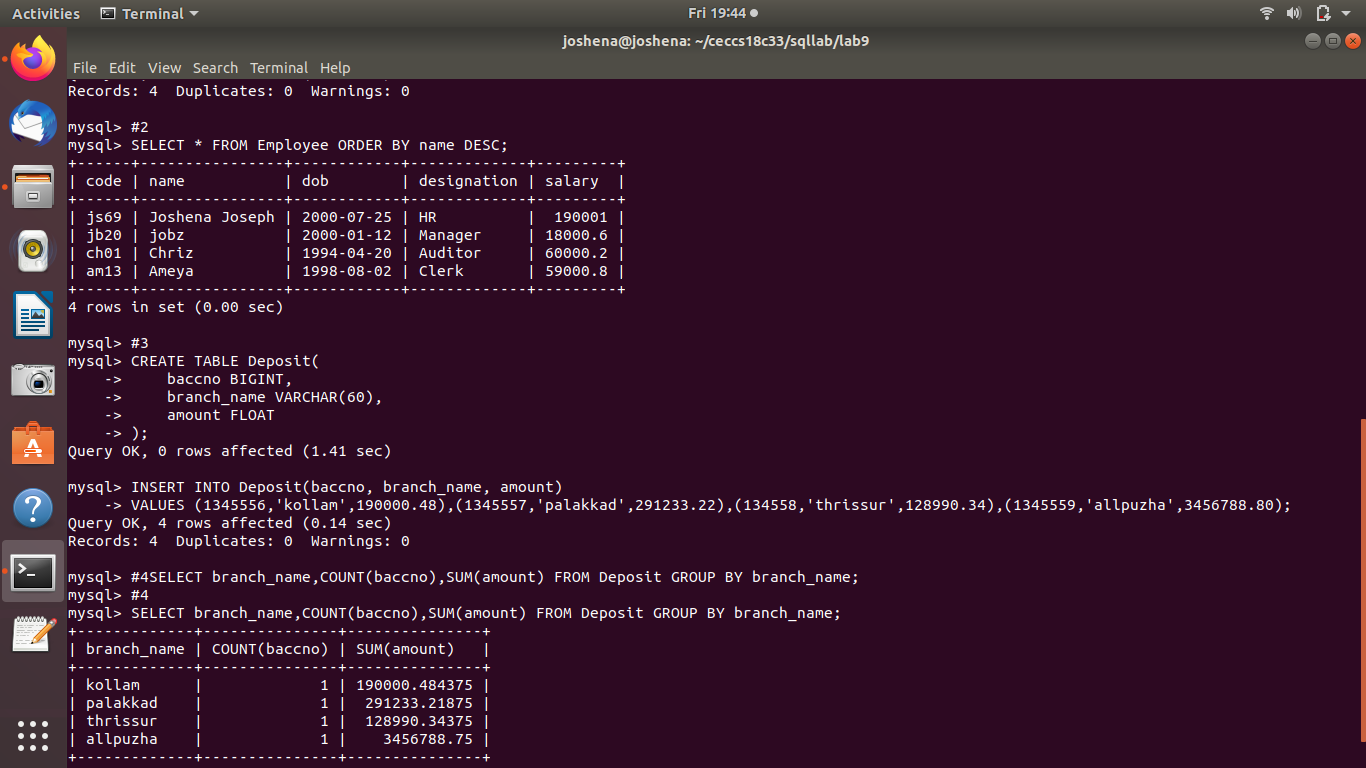 Activities Terminal Fri 19:44
joshena@joshena: ~/ceccs18c33/sqllab/lab9
File Edit View Search Terminal Help
Records: 4  Duplicates: 0  Warnings: 0
mysql> #2
mysql> SELECT * FROM Employee ORDER BY name DESC;
+------+----------------+------------+-------------+---------+
| code | name           | dob        | designation | salary  |
+------+----------------+------------+-------------+---------+
| js69 | Joshena Joseph | 2000-07-25 | HR          |  190001 |
| jb20 | jobz           | 2000-01-12 | Manager     | 18000.6 |
| ch01 | Chriz          | 1994-04-20 | Auditor     | 60000.2 |
| am13 | Ameya          | 1998-08-02 | Clerk       | 59000.8 |
+------+----------------+------------+-------------+---------+
4 rows in set (0.00 sec)
mysql> #3
mysql> CREATE TABLE Deposit(
    ->     baccno BIGINT,
    ->     branch_name VARCHAR(60),
    ->     amount FLOAT
    -> );
Query OK, 0 rows affected (1.41 sec)
mysql> INSERT INTO Deposit(baccno, branch_name, amount)
    -> VALUES (1345556,'kollam',190000.48),(1345557,'palakkad',291233.22),(134558,'thrissur',128990.34),(1345559,'allpuzha',3456788.80);
Query OK, 4 rows affected (0.14 sec)
Records: 4  Duplicates: 0  Warnings: 0
mysql> #4SELECT branch_name,COUNT(baccno),SUM(amount) FROM Deposit GROUP BY branch_name;
mysql> #4
mysql> SELECT branch_name,COUNT(baccno),SUM(amount) FROM Deposit GROUP BY branch_name;
+-------------+---------------+---------------+
| branch_name | COUNT(baccno) | SUM(amount)   |
+-------------+---------------+---------------+
| kollam      |             1 | 190000.484375 |
| palakkad    |             1 |  291233.21875 |
| thrissur    |             1 |  128990.34375 |
| allpuzha    |             1 |    3456788.75 |
+-------------+---------------+---------------+